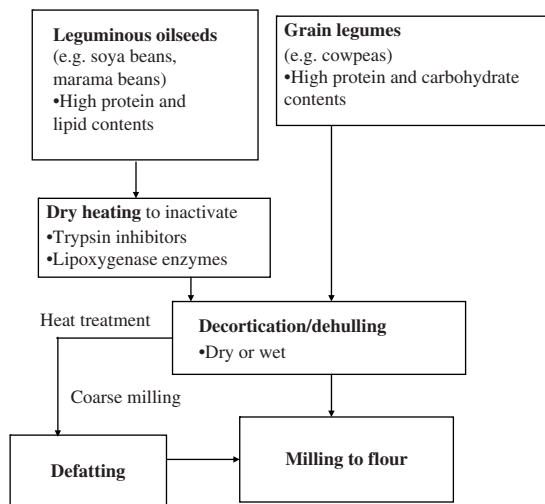 Leguminous oilseeds
(e.g. soya beans,
marama beans)
•High protein and
lipid contents
Grain legumes
(e.g. cowpeas)
•High protein and carbohydrate
contents
Dry heating to inactivate
•Trypsin inhibitors
•Lipoxygenase enzymes
Heat treatment
Decortication/dehulling
•Dry or wet
Coarse milling
Defatting
Milling to flour